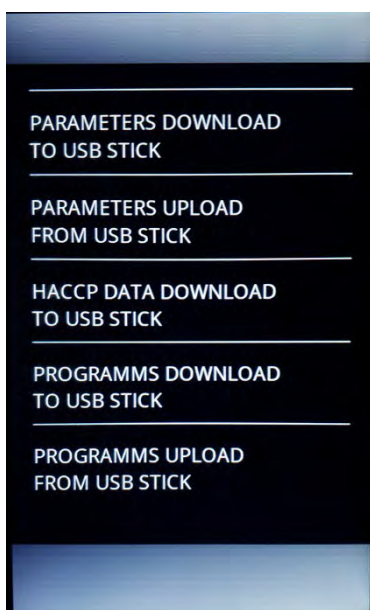 PARAMETERS DOWNLOAD
TO USB STICK
PARAMETERS UPLOAD
FROM USB STICK
HACCP DATA DOWNLOAD
TO USB STICK
PROGRAMMS DOWNLOAD
TO USB STICK
PROGRAMMS UPLOAD
FROM USB STICK